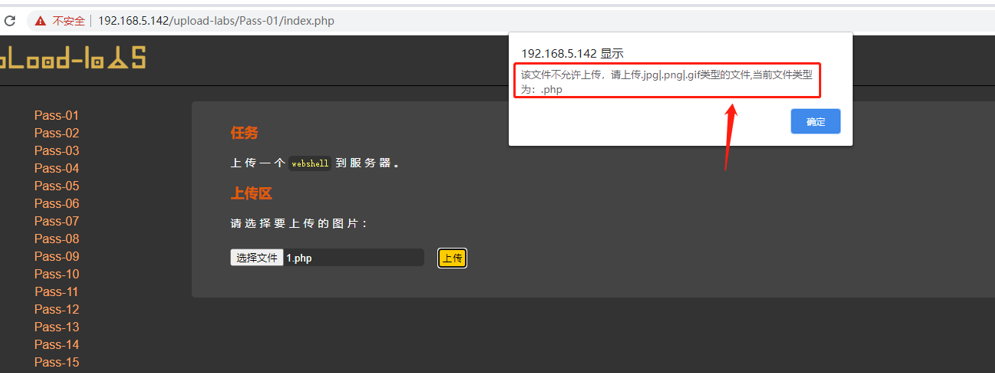 不安全 | 192.168.5.142/upload-labs/Pass-01/index.php
192.168.5.142 显示
该文件不允许上传，请上传.jpg|.png|.gif类型的文件,当前文件类型
为：.php
确定
pLoad-labS
Pass-01
Pass-02
Pass-03
Pass-04
Pass-05
Pass-06
Pass-07
Pass-08
Pass-09
Pass-10
Pass-11
Pass-12
Pass-13
Pass-14
Pass-15
任务
上传一个 webshell 到服务器。
上传区
请选择要上传的图片：
选择文件 1.php
上传